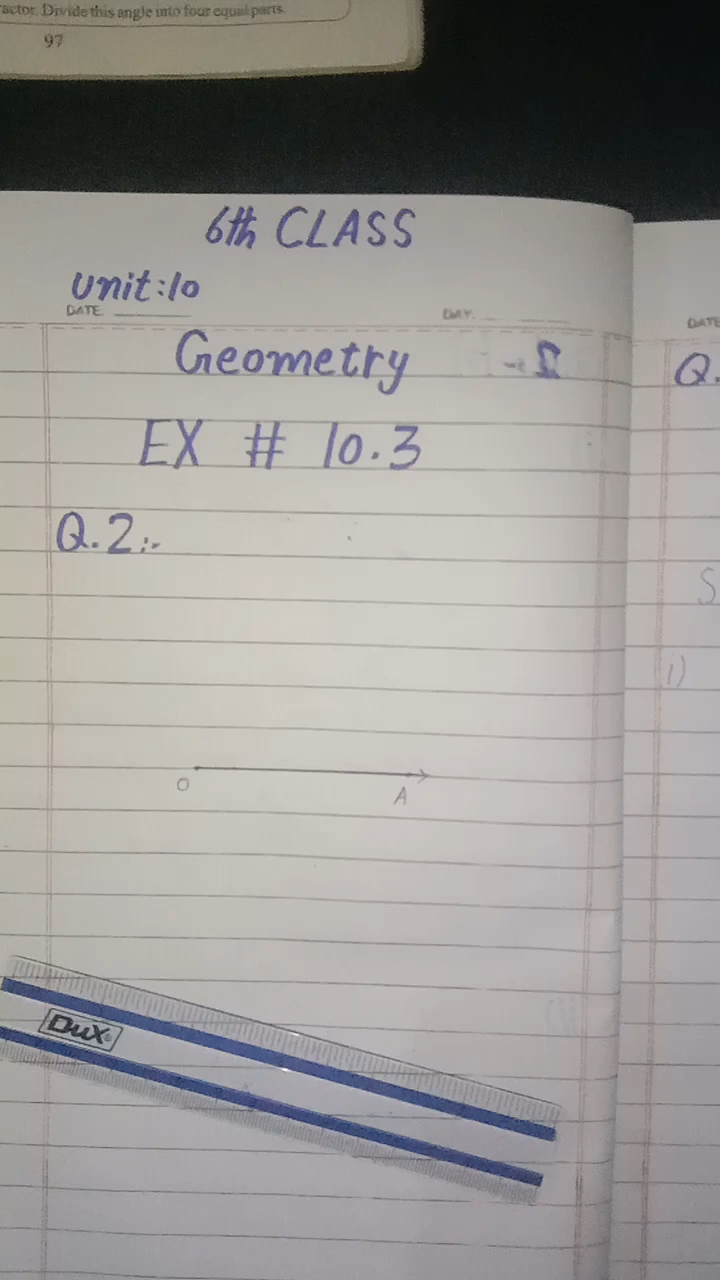 actor. Divide this angle into four equal parts.
97
6th CLASS
Unit:10
DATE
DAY.
DATE
Geometry
Q.
EX # 10.3
Q.2:-
S
i)
O
A
DUX